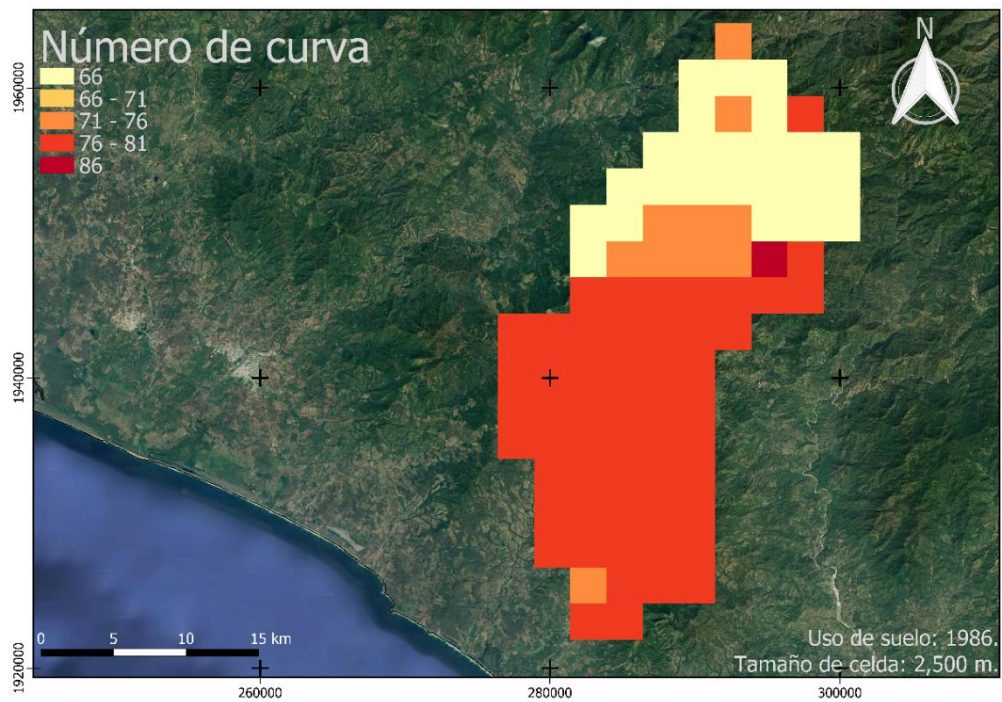 Número de curva
66
66 - 71
71 - 76
76 - 81
86
N
1960000
1940000
1920000
0 5 10 15 km
Uso de suelo: 1986.
Tamaño de celda: 2,500 m.
260000 280000 300000